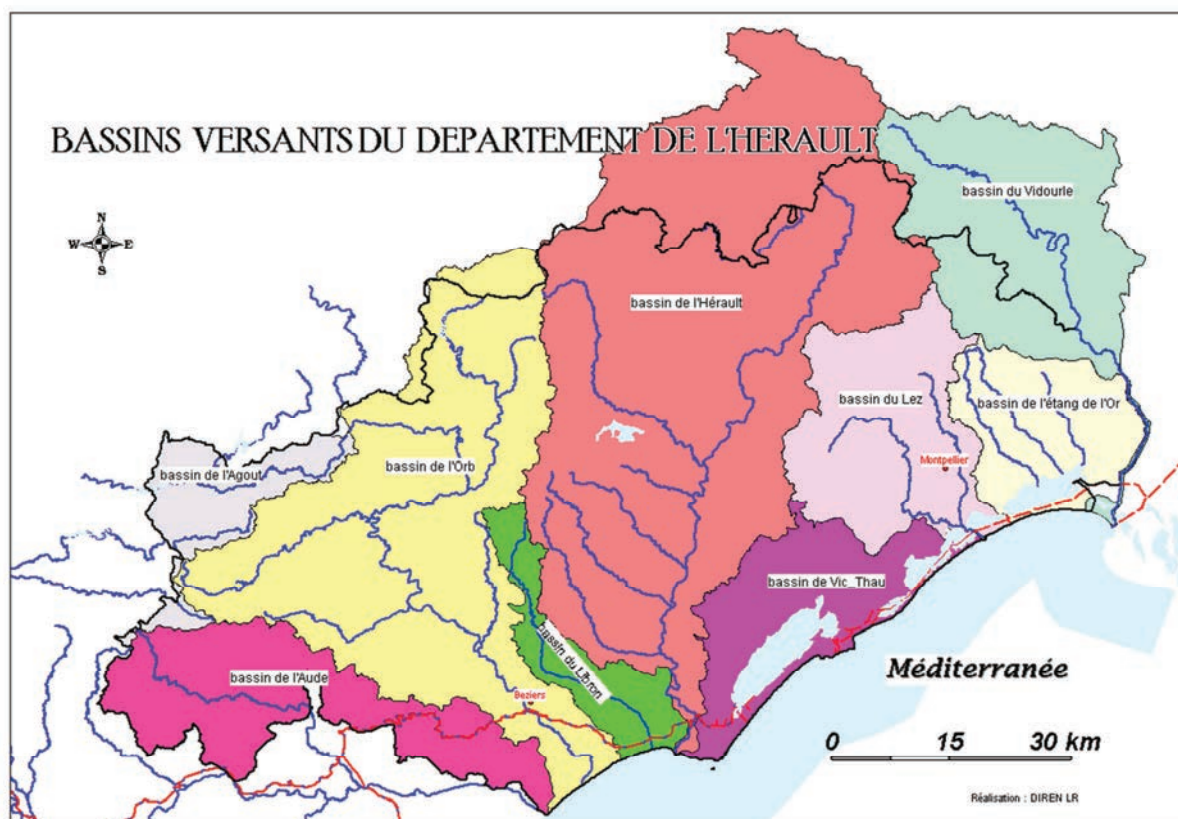 BASSINS VERSANTS DU DEPARTEMENT DE L'HERAULT
N
W E
S
bassin du Vidourle
bassin de l'Hérault
bassin du Lez
bassin de l'étang de l'Or
bassin de l'Agout
bassin de l'Orb
Montpellier
bassin de Vic_Thau
bassin du Libron
bassin de l'Aude
Beziers
Méditerranée
0 15 30 km
Réalisation : DIREN LR